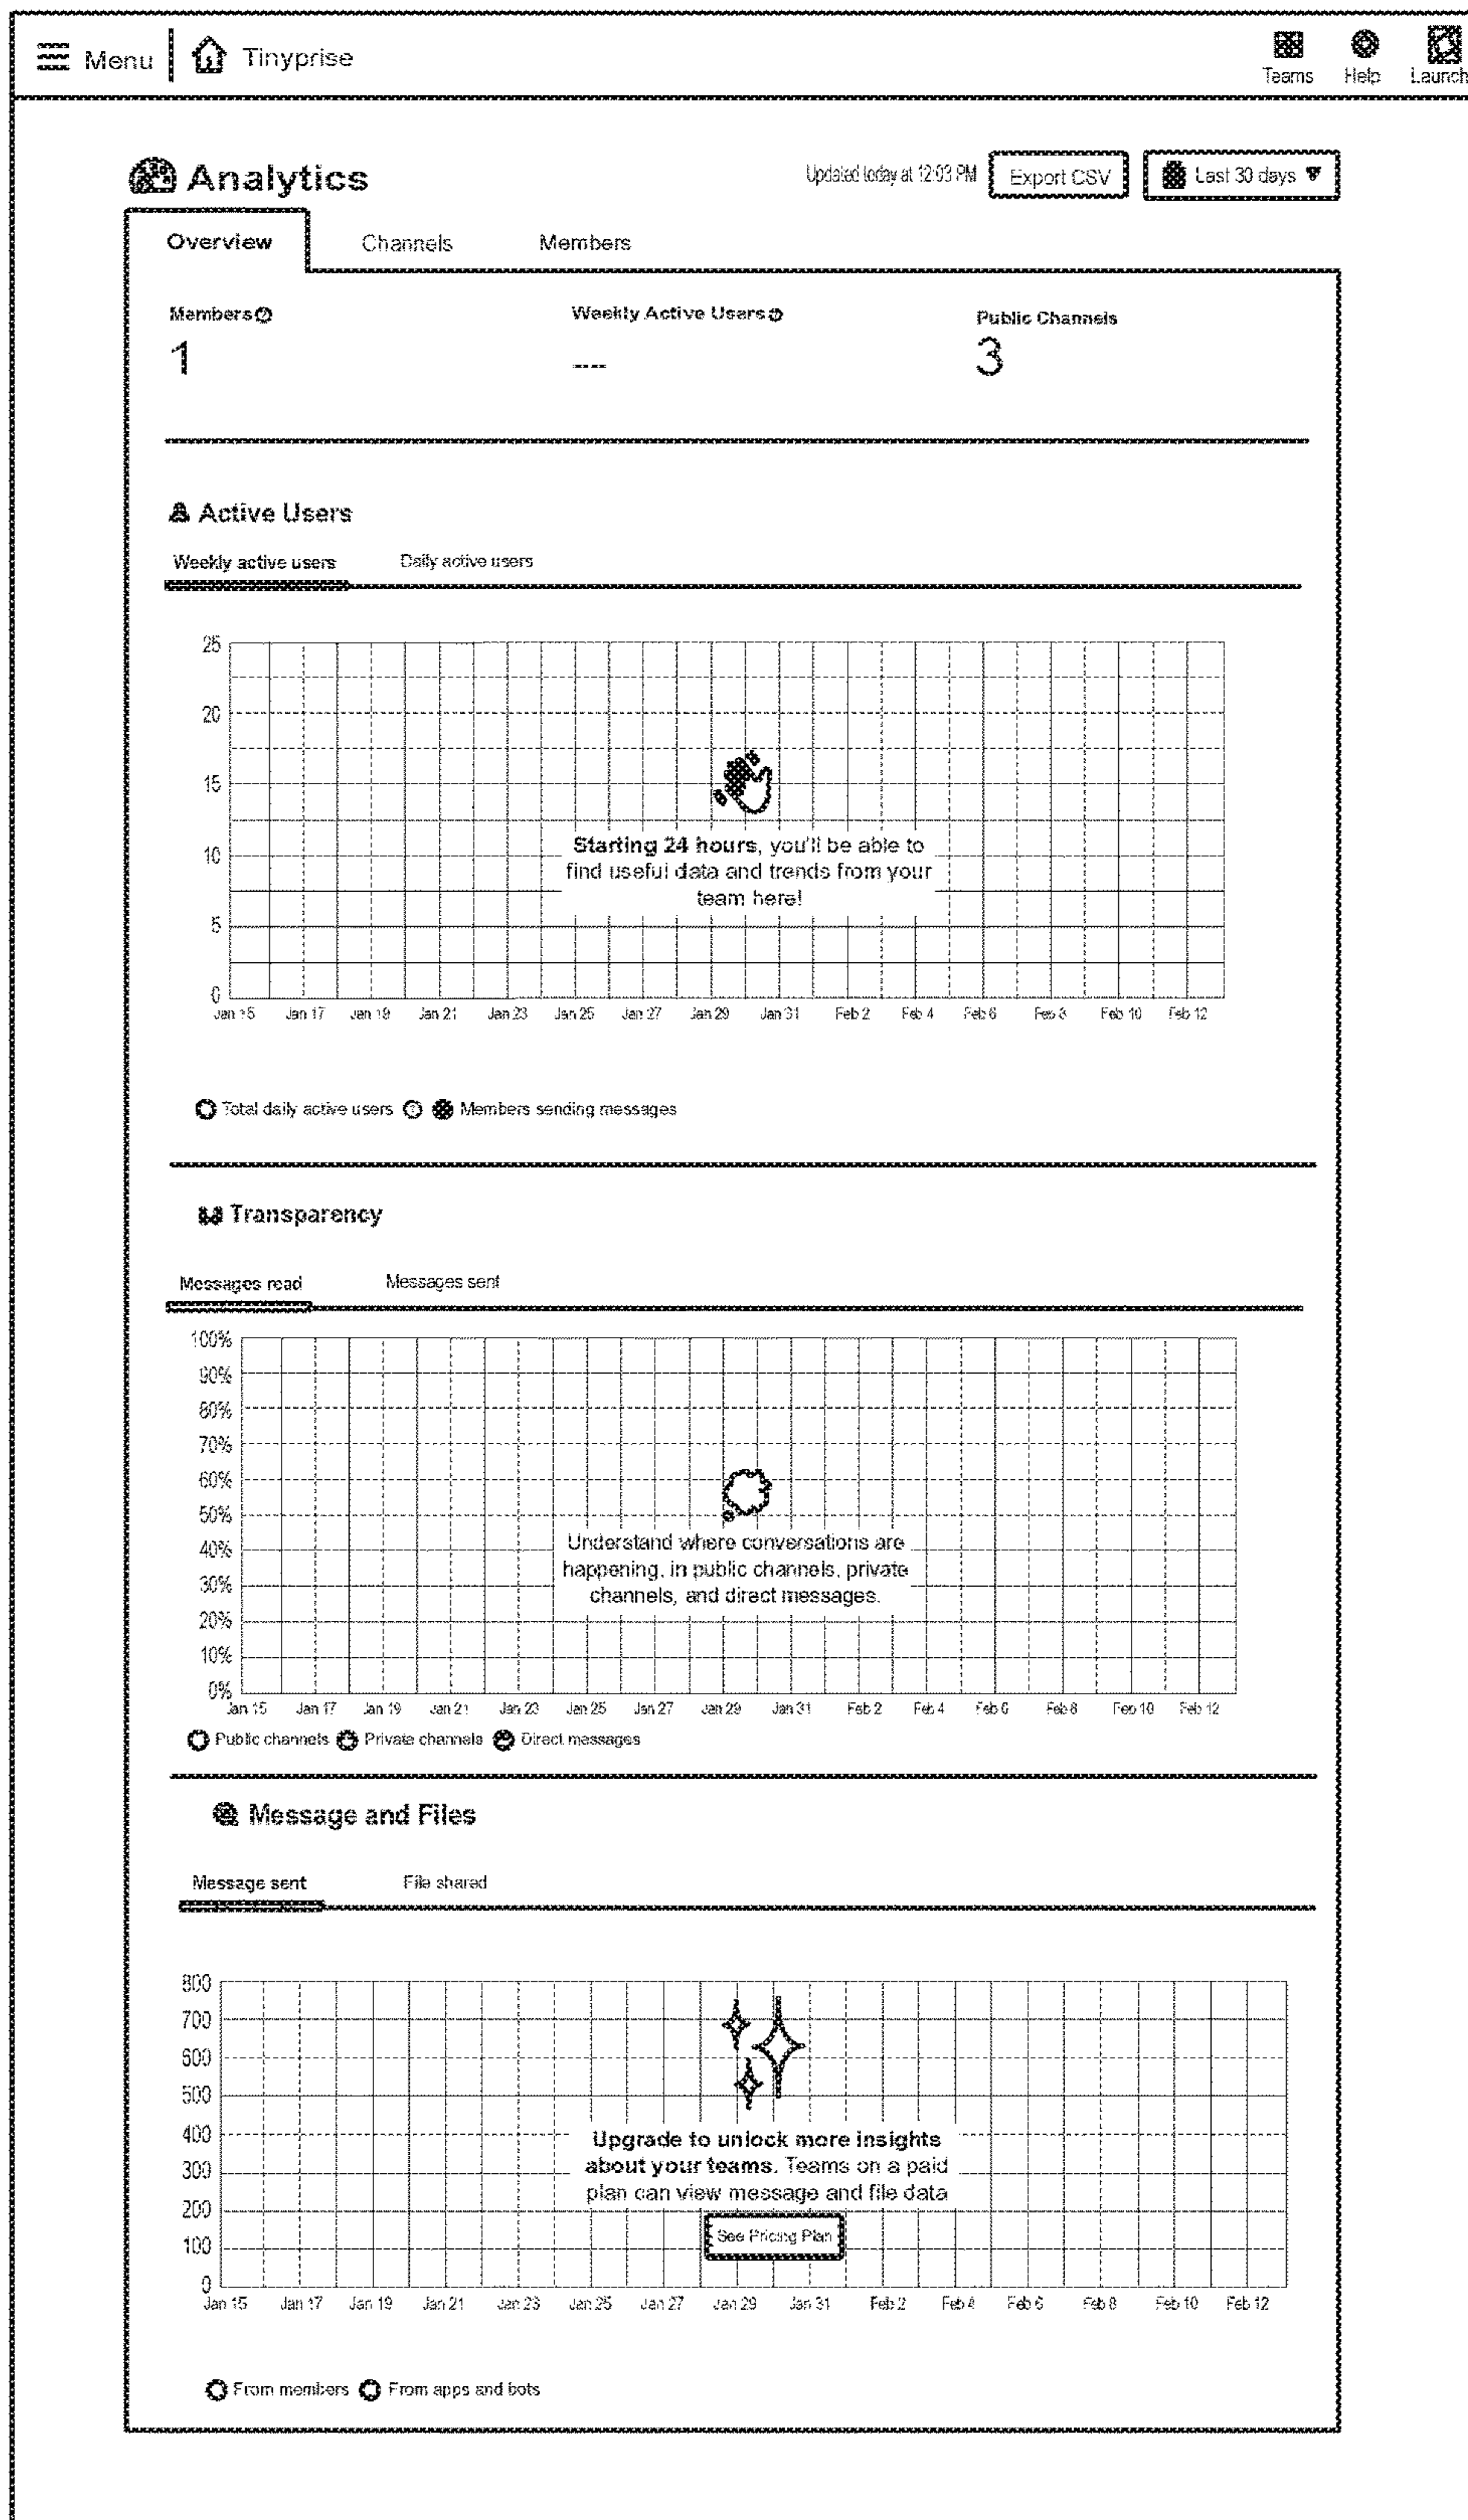 Menu Tinyprise
Teams Help Launch
Analytics
Updated today at 12:03 PM Export CSV Last 30 days
Overview Channels Members
Members Weekly Active Users Public Channels
1 --- 3
Active Users
Weekly active users Daily active users
25
20
15
10
5
0
Starting 24 hours, you'll be able to
find useful data and trends from your
team here!
Jan 15 Jan 17 Jan 19 Jan 21 Jan 23 Jan 25 Jan 27 Jan 29 Jan 31 Feb 2 Feb 4 Feb 6 Feb 8 Feb 10 Feb 12
Total daily active users Members sending messages
Transparency
Messages read Messages sent
100%
90%
80%
70%
60%
50%
40%
30%
20%
10%
0%
Understand where conversations are
happening, in public channels, private
channels, and direct messages.
Jan 15 Jan 17 Jan 19 Jan 21 Jan 23 Jan 25 Jan 27 Jan 29 Jan 31 Feb 2 Feb 4 Feb 6 Feb 8 Feb 10 Feb 12
Public channels Private channels Direct messages
Message and Files
Message sent File shared
800
700
600
500
400
300
200
100
0
Upgrade to unlock more insights
about your teams. Teams on a paid
plan can view message and file data
See Pricing Plan
Jan 15 Jan 17 Jan 19 Jan 21 Jan 23 Jan 25 Jan 27 Jan 29 Jan 31 Feb 2 Feb 4 Feb 6 Feb 8 Feb 10 Feb 12
From members From apps and bots